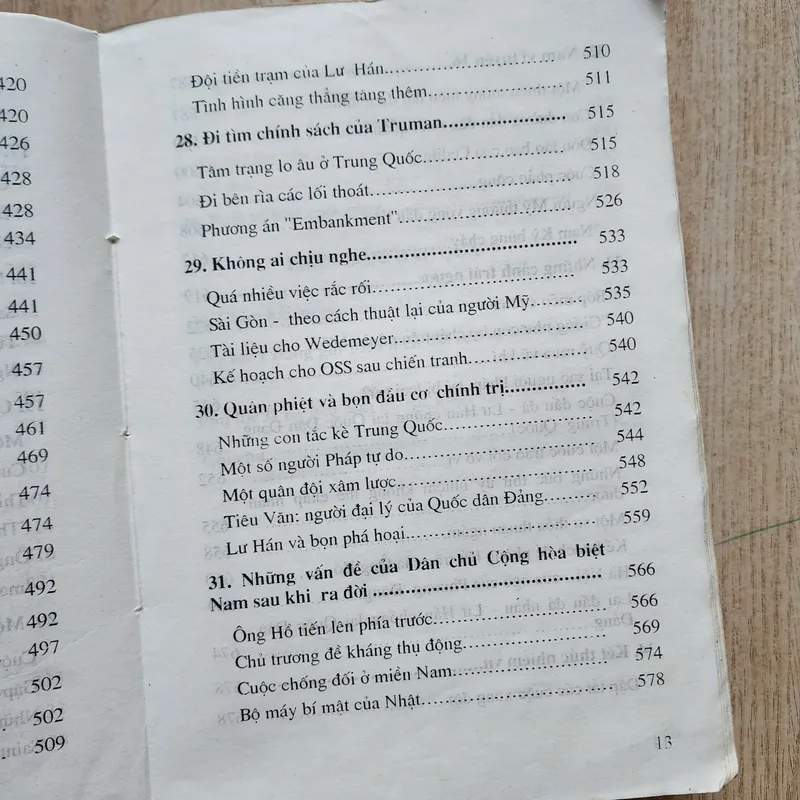 420
420
426
428
428
434
441
441
450
457
457
461
469
474
474
479
492
492
497
502
502
509
Đội tiền trạm của Lư Hán.......................... 510
Tình hình căng thẳng tăng thêm..................... 511
28. Đi tìm chính sách của Truman....................... 515
Tâm trạng lo âu ở Trung Quốc...................... 515
Đi bên rìa các lối thoát............................... 518
Phương án "Embankment".......................... 526
29. Không ai chịu nghe................................... 533
Quá nhiều việc rắc rối................................ 533
Sài Gòn - theo cách thuật lại của người Mỹ......... 535
Tài liệu cho Wedemeyer............................. 540
Kế hoạch cho OSS sau chiến tranh................... 540
30. Quân phiệt và bọn đầu cơ chính trị.............. 542
Những con tắc kè Trung Quốc....................... 542
Một số người Pháp tự do............................ 544
Một quân đội xâm lược.............................. 548
Tiêu Văn: người đại lý của Quốc dân Đảng......... 552
Lư Hán và bọn phá hoại............................. 559
31. Những vấn đề của Dân chủ Cộng hòa biệt
Nam sau khi ra đời .................................. 566
Ông Hồ tiến lên phía trước.......................... 566
Chủ trương đề kháng thụ động...................... 569
Cuộc chống đối ở miền Nam......................... 574
Bộ máy bí mật của Nhật.............................. 578
13